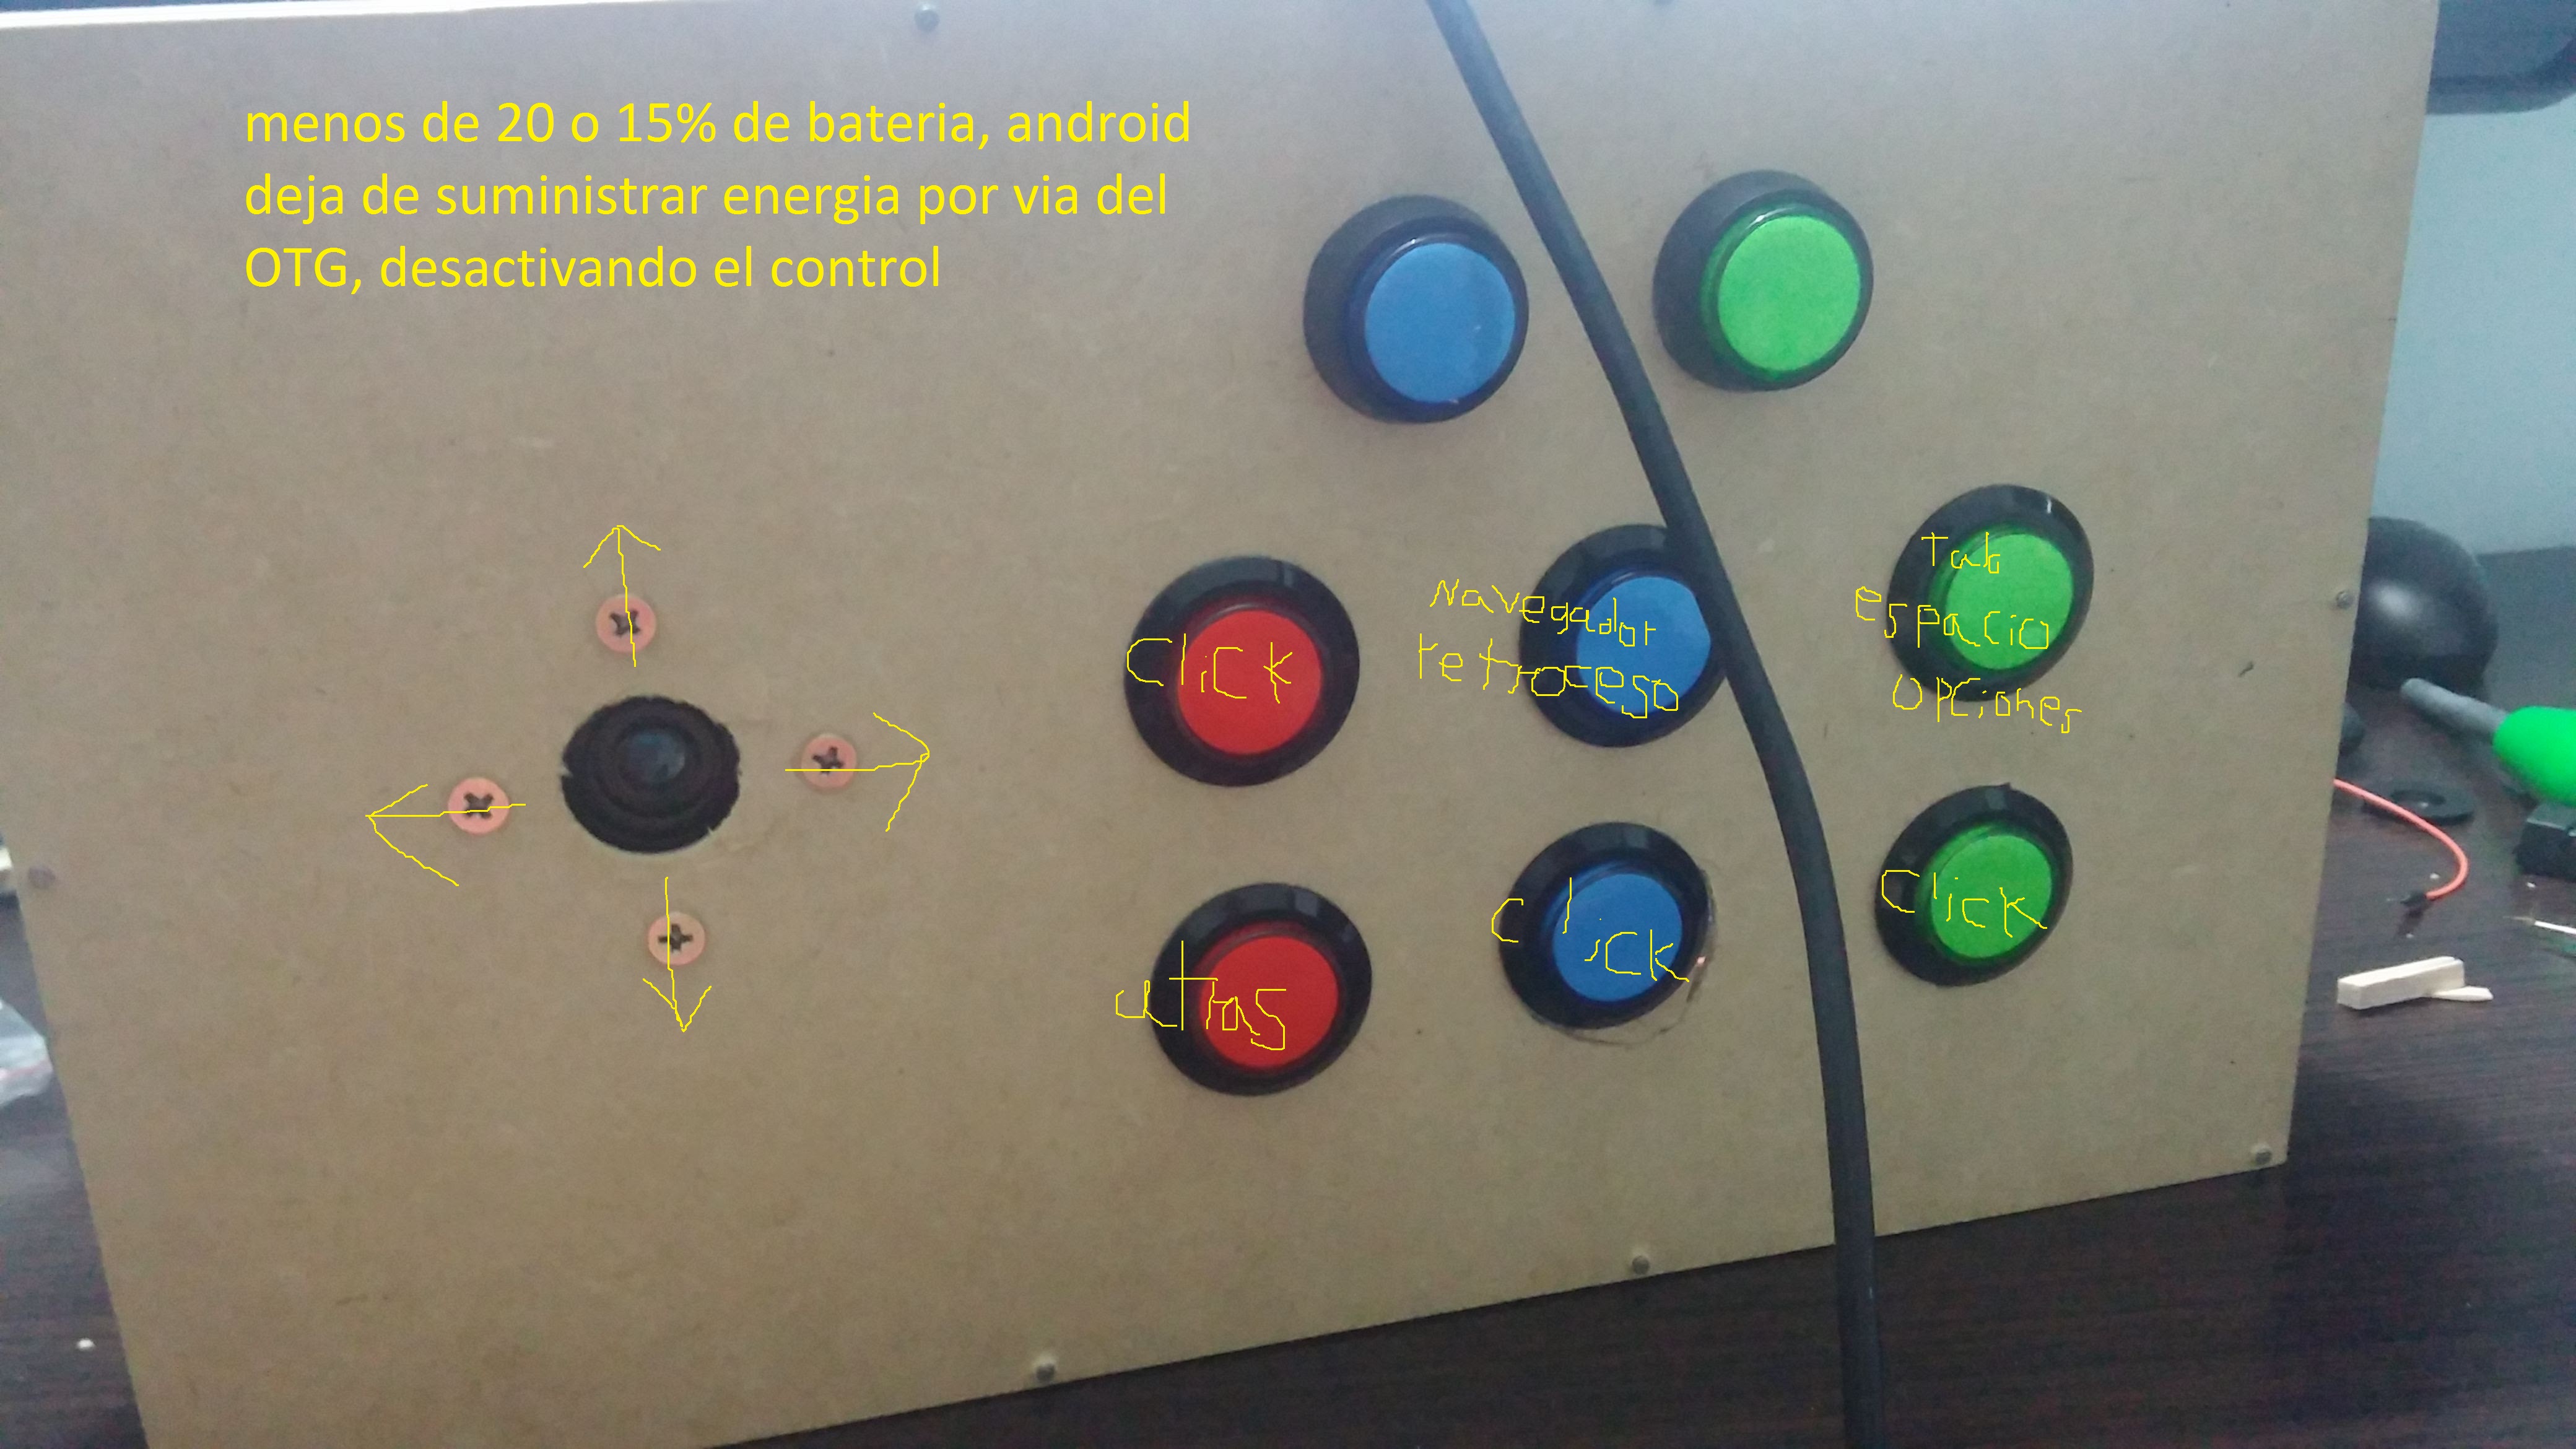 menos de 20 o 15% de bateria, android
deja de suministrar energia por via del
OTG, desactivando el control
Click
Navegador
retroceso
Tab
espacio
opciones
atras
click
click